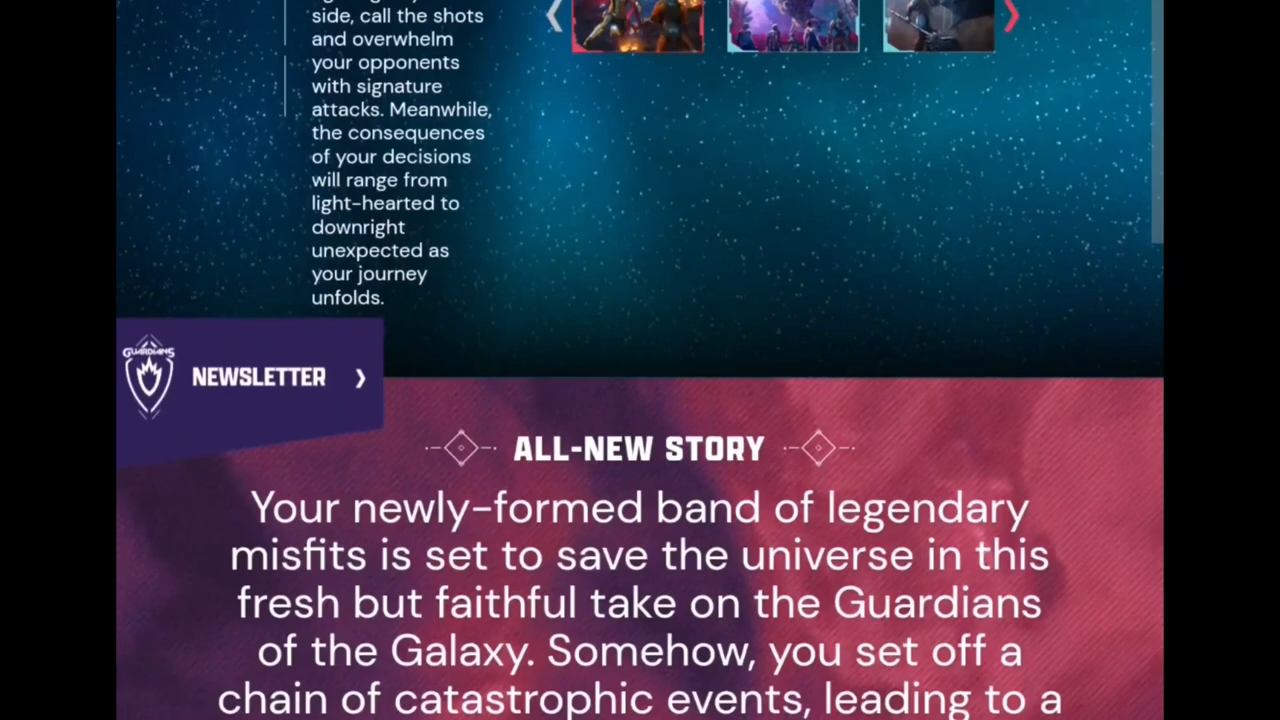 side, call the shots
and overwhelm
your opponents
with signature
attacks. Meanwhile,
the consequences
of your decisions
will range from
light-hearted to
downright
unexpected as
your journey
unfolds.
GUARDIANS
NEWSLETTER
ALL-NEW STORY
Your newly-formed band of legendary
misfits is set to save the universe in this
fresh but faithful take on the Guardians
of the Galaxy. Somehow, you set off a
chain of catastrophic events, leading to a